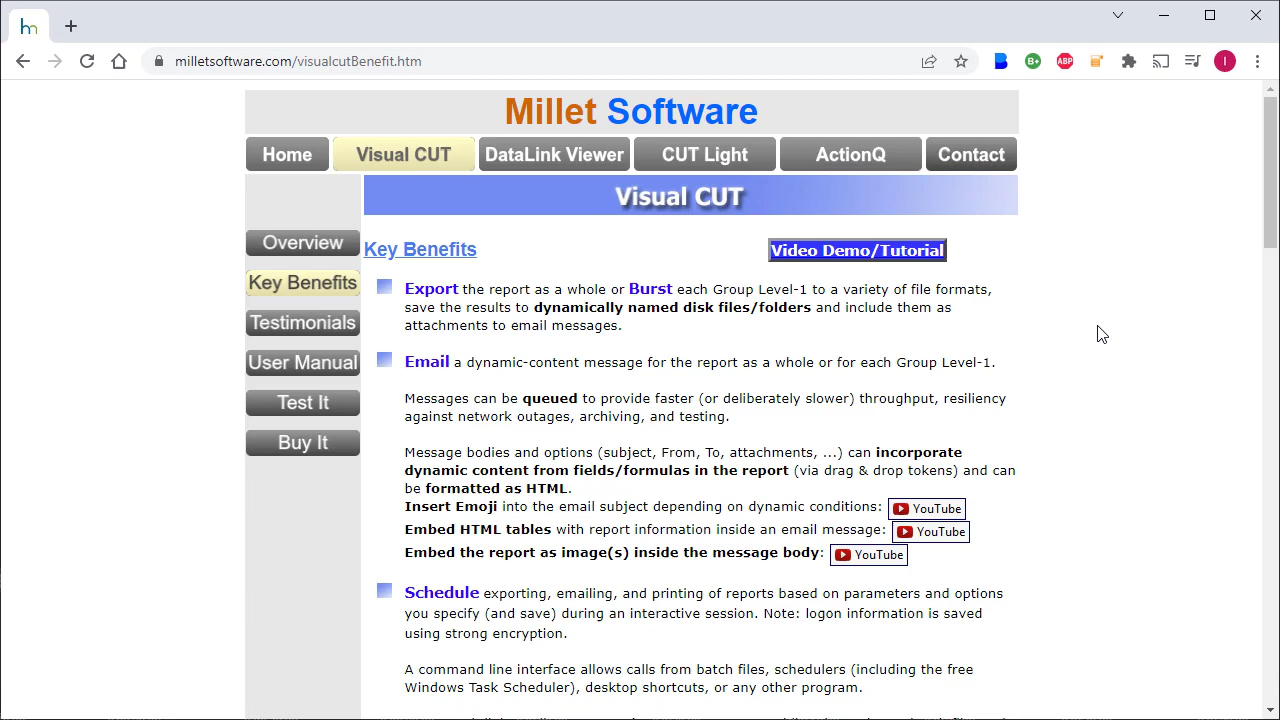 milletsoftware.com/visualcutBenefit.htm
B+
ABP
I
Millet Software
Home
Visual CUT
DataLink Viewer
CUT Light
ActionQ
Contact
Visual CUT
Overview
Key Benefits
Testimonials
User Manual
Test It
Buy It
Key Benefits
Video Demo/Tutorial
Export the report as a whole or Burst each Group Level-1 to a variety of file formats,
save the results to dynamically named disk files/folders and include them as
attachments to email messages.
Email a dynamic-content message for the report as a whole or for each Group Level-1.
Messages can be queued to provide faster (or deliberately slower) throughput, resiliency
against network outages, archiving, and testing.
Message bodies and options (subject, From, To, attachments, ...) can incorporate
dynamic content from fields/formulas in the report (via drag & drop tokens) and can
be formatted as HTML.
Insert Emoji into the email subject depending on dynamic conditions: YouTube
Embed HTML tables with report information inside an email message: YouTube
Embed the report as image(s) inside the message body: YouTube
Schedule exporting, emailing, and printing of reports based on parameters and options
you specify (and save) during an interactive session. Note: logon information is saved
using strong encryption.
A command line interface allows calls from batch files, schedulers (including the free
Windows Task Scheduler), desktop shortcuts, or any other program.